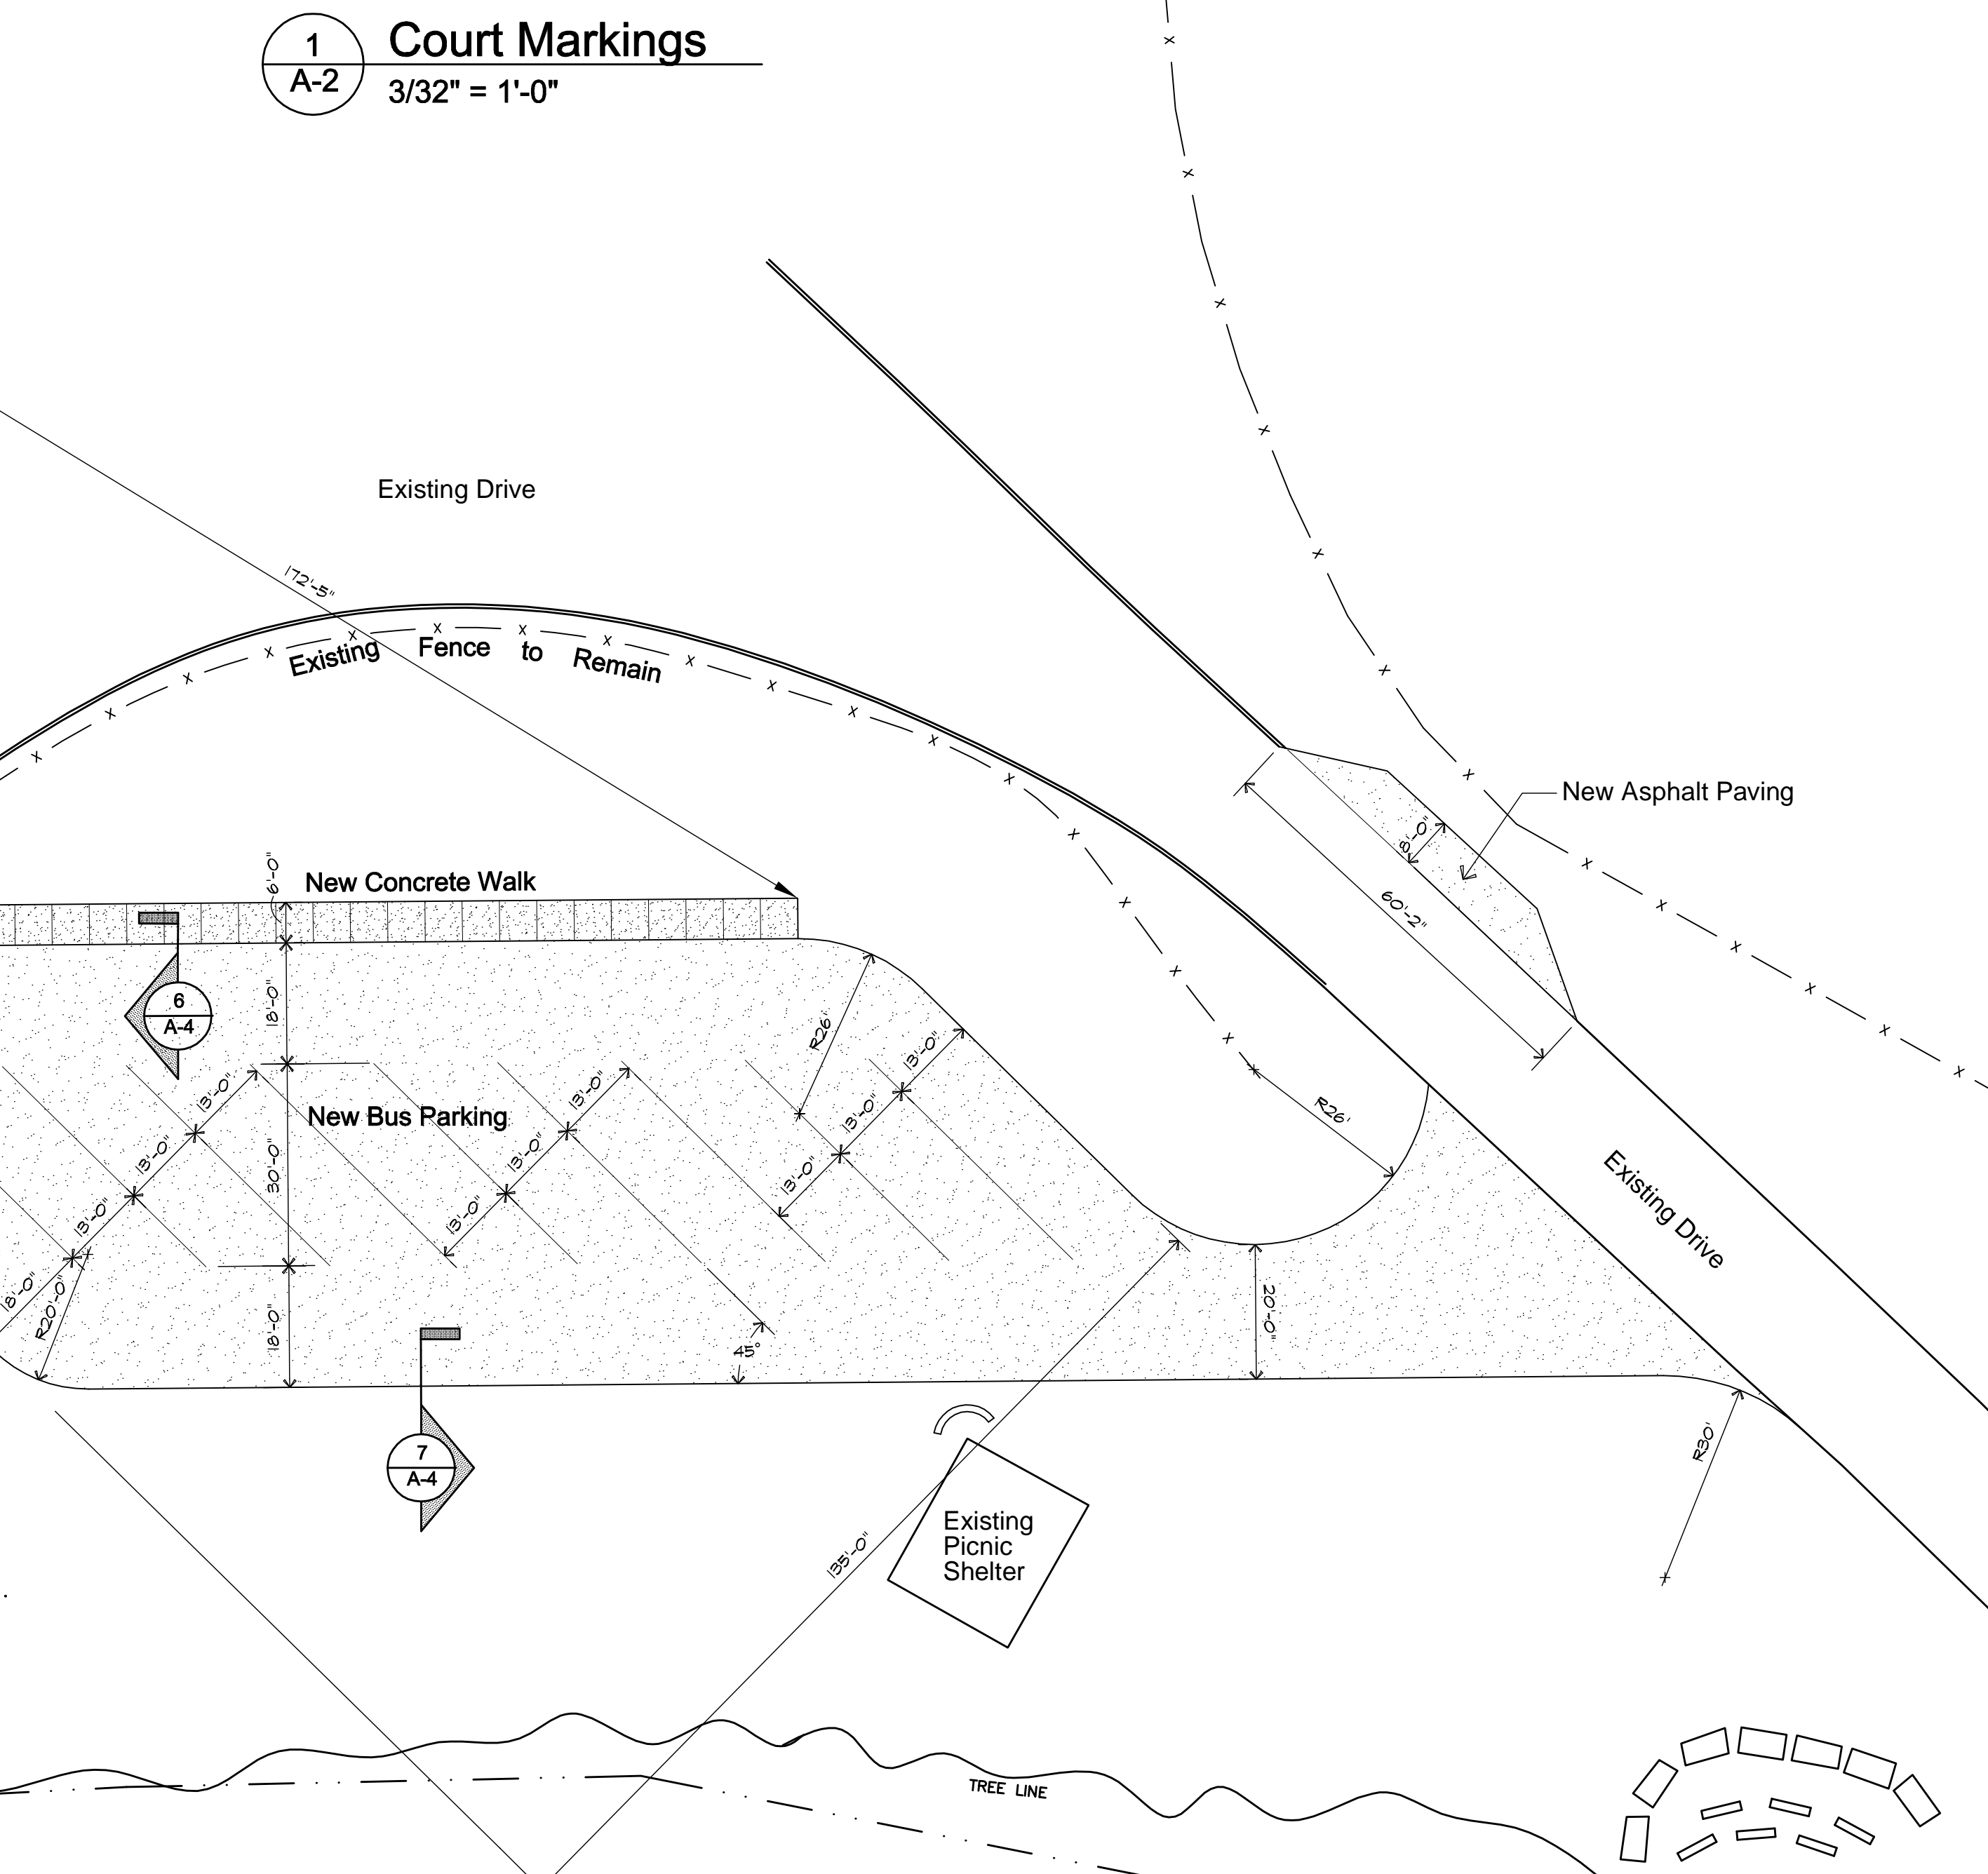 1
A-2
Court Markings
3/32" = 1'-0"
Existing Drive
172'-5"
Existing Fence to Remain
New Asphalt Paving
8'-0"
60'-2"
6'-0"
New Concrete Walk
18'-0"
6
A-4
R26'
13'-0"
13'-0"
13'-0"
13'-0"
13'-0"
13'-0"
New Bus Parking
R26'
13'-0"
13'-0"
30'-0"
13'-0"
13'-0"
Existing Drive
18'-0"
R20'-0"
18'-0"
20'-0"
45°
7
A-4
R30'
135'-0"
Existing
Picnic
Shelter
TREE LINE